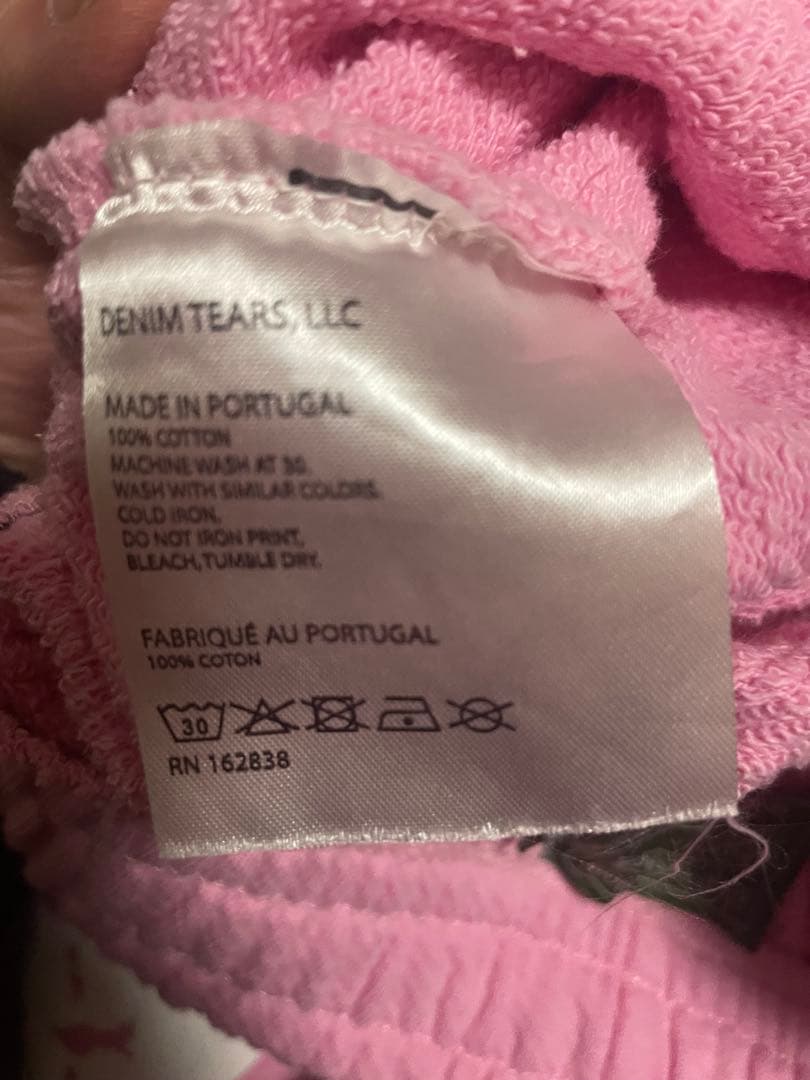 DENIM TEARS, LLC
MADE IN PORTUGAL
100% COTTON
MACHINE WASH AT 30.
WASH WITH SIMILAR COLORS.
COLD IRON.
DO NOT IRON PRINT,
BLEACH, TUMBLE DRY.
FABRIQUÉ AU PORTUGAL
100% COTON
30
RN 162838